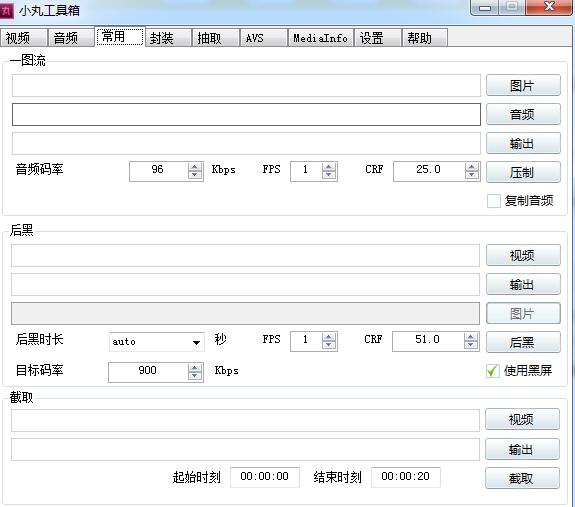 丸 小丸工具箱
视频 音频 常用 封装 抽取 AVS MediaInfo 设置 帮助
一图流
图片
音频
输出
音频码率 96 Kbps FPS 1 CRF 25.0 压制
复制音频
后黑
视频
输出
图片
后黑时长 auto 秒 FPS 1 CRF 51.0 后黑
目标码率 900 Kbps 使用黑屏
截取
视频
输出
起始时刻 00:00:00 结束时刻 00:00:20 截取